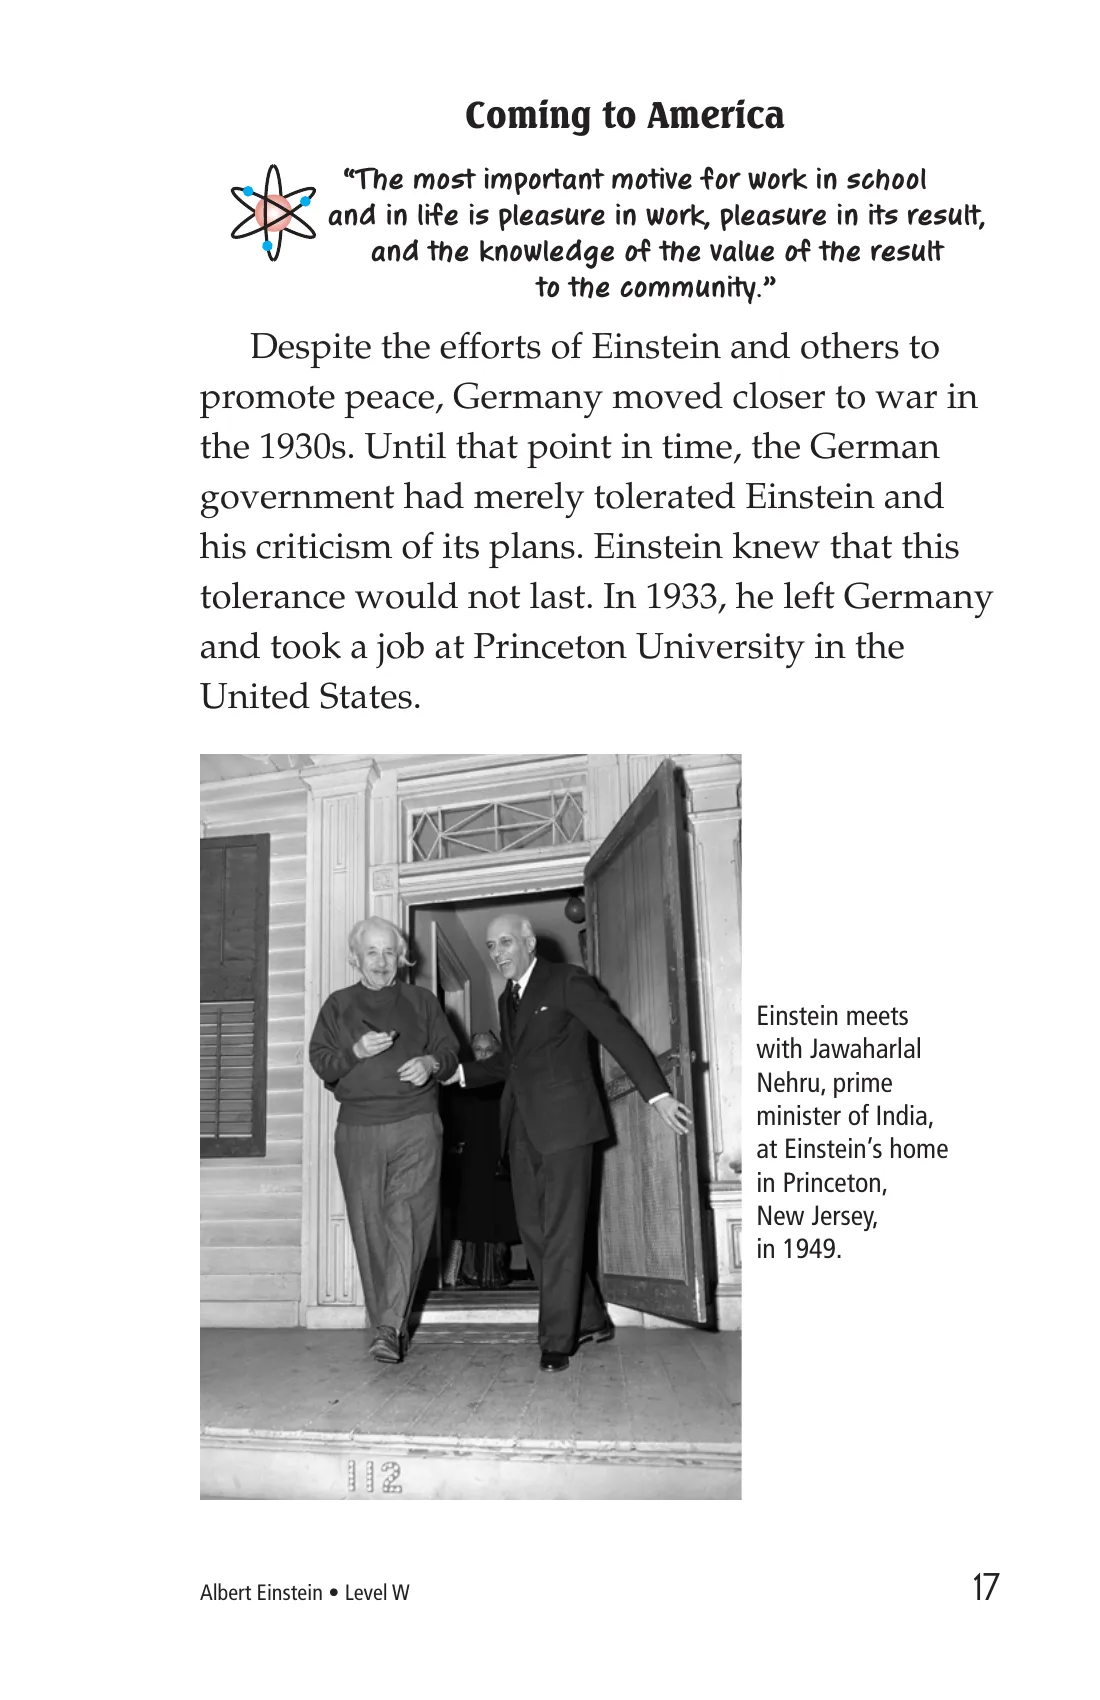 Coming to America
“The most important motive for work in school
and in life is pleasure in work, pleasure in its result,
and the knowledge of the value of the result
to the community.”
Despite the efforts of Einstein and others to
promote peace, Germany moved closer to war in
the 1930s. Until that point in time, the German
government had merely tolerated Einstein and
his criticism of its plans. Einstein knew that this
tolerance would not last. In 1933, he left Germany
and took a job at Princeton University in the
United States.
Einstein meets
with Jawaharlal
Nehru, prime
minister of India,
at Einstein’s home
in Princeton,
New Jersey,
in 1949.
112
Albert Einstein • Level W
17